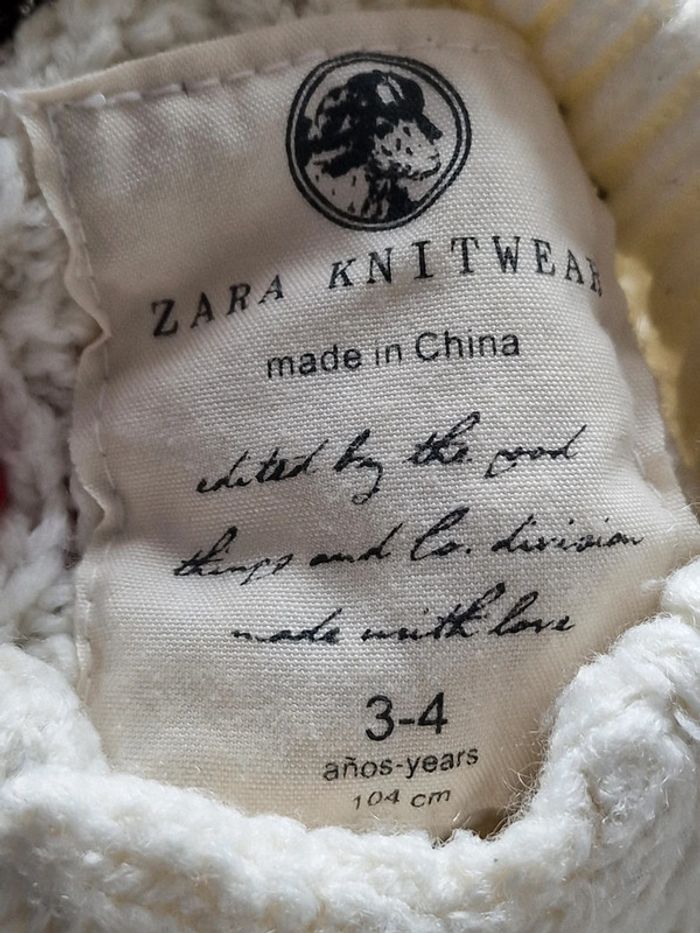 ZARA KNITWEAR
made in China
edited by the good
things and Co. division
made with love
3-4
años-years
104 cm